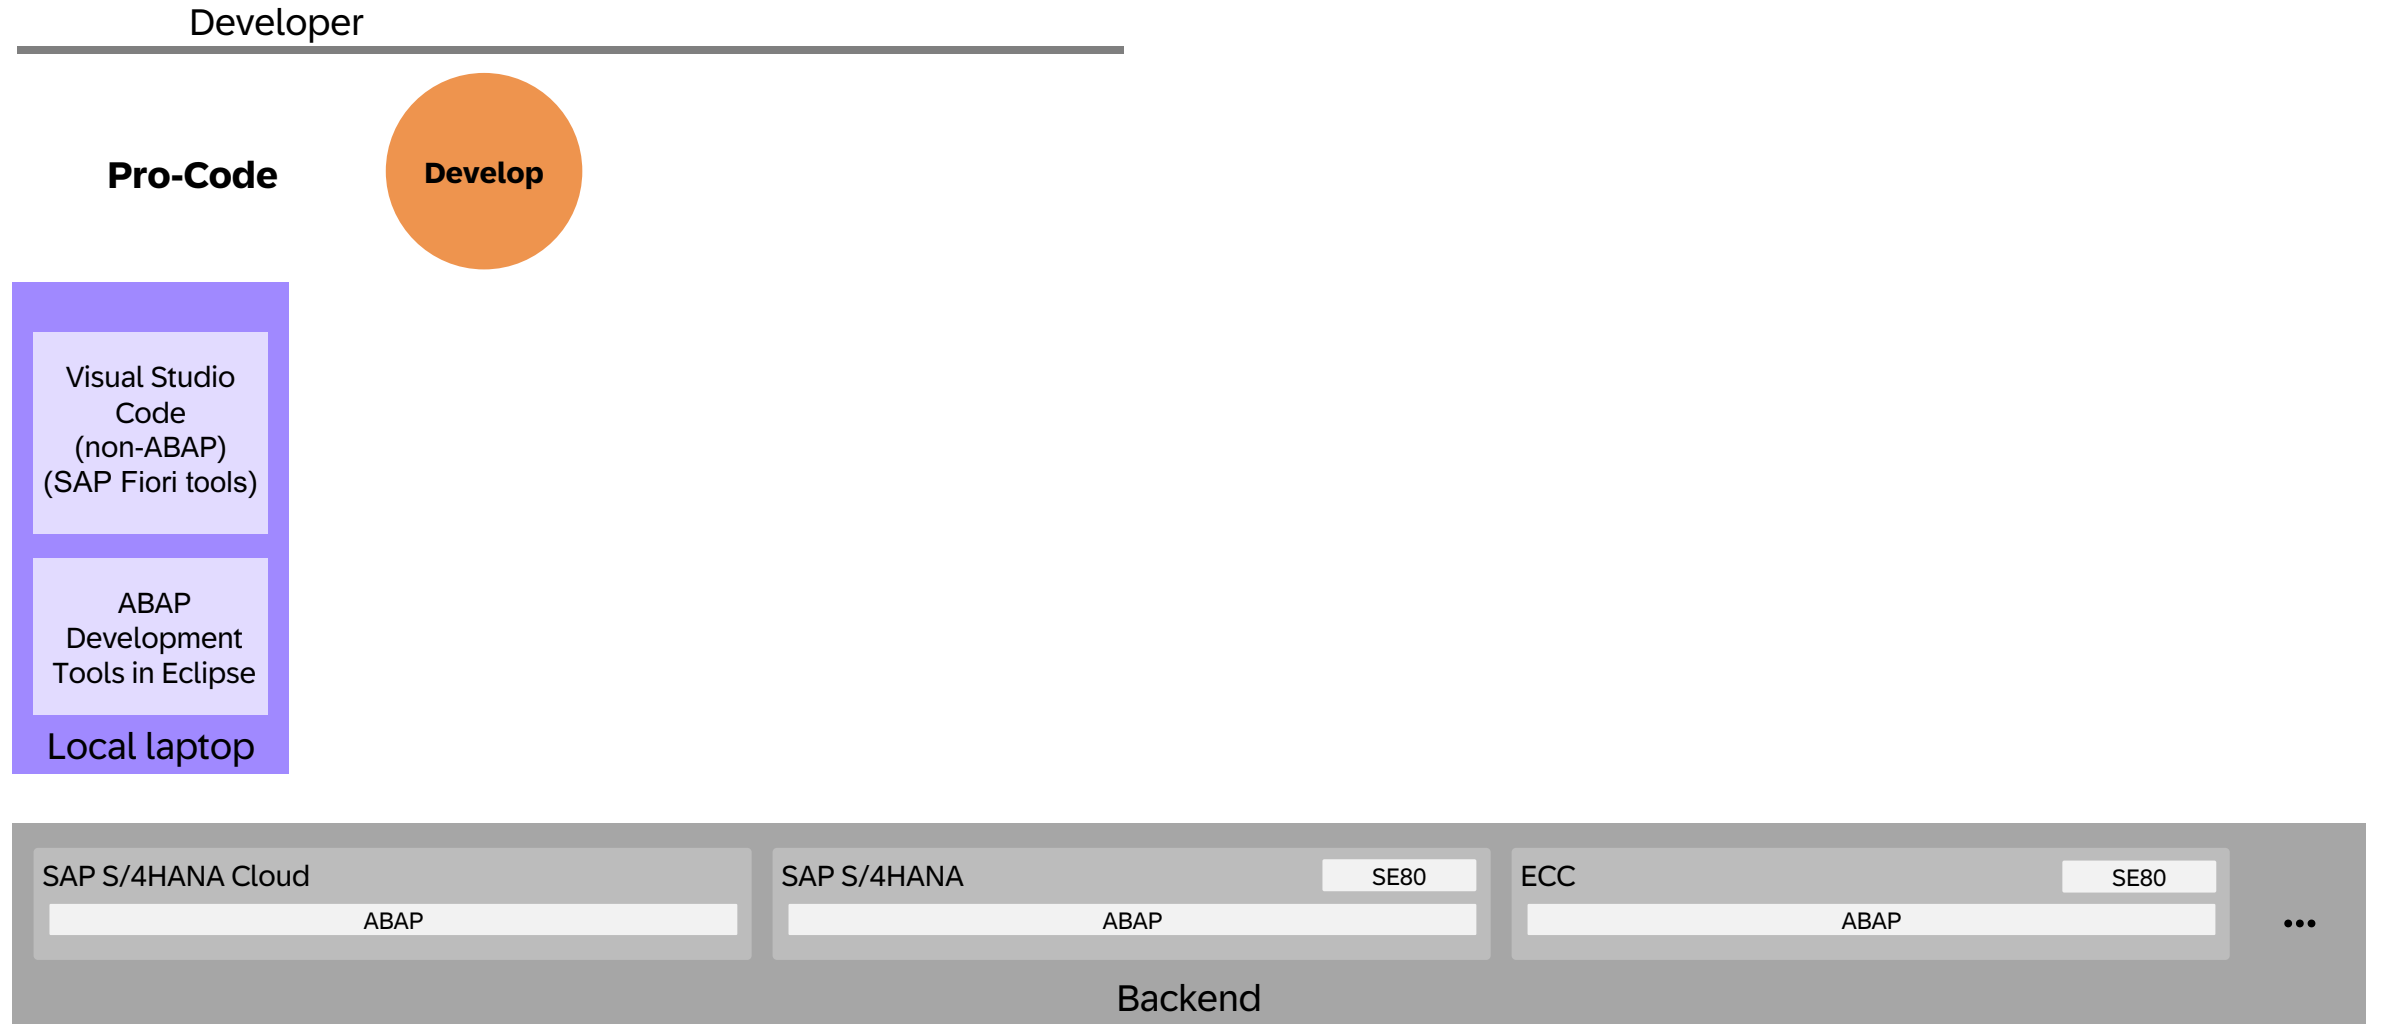 Developer
Pro-Code
Develop
Visual Studio
Code
(non-ABAP)
(SAP Fiori tools)
ABAP
Development
Tools in Eclipse
Local laptop
SAP S/4HANA Cloud
ABAP
SAP S/4HANA
SE80
ABAP
ECC
SE80
ABAP
...
Backend